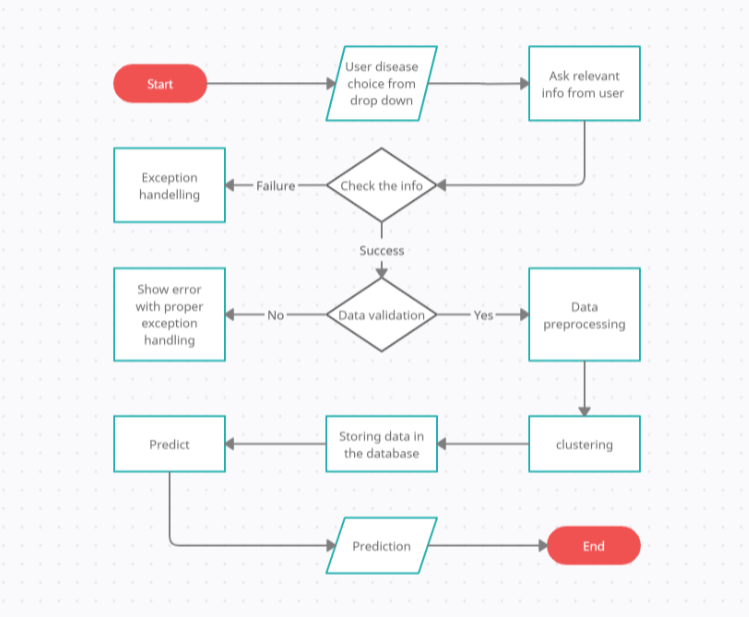 Start
User disease
choice from
drop down
Ask relevant
info from user
Exception
handelling
Failure
Check the info
Success
Show error
with proper
exception
handling
No
Data validation
Yes
Data
preprocessing
Predict
Storing data in
the database
clustering
Prediction
End